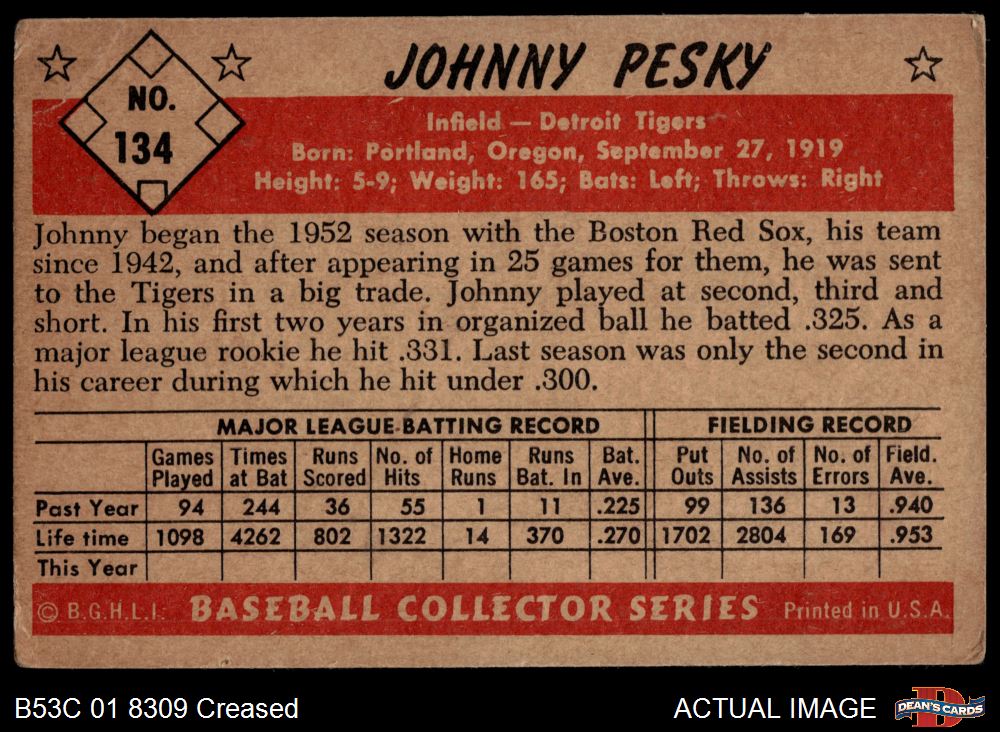 JOHNNY PESKY
NO.
134
Infield — Detroit Tigers
Born: Portland, Oregon, September 27, 1919
Height: 5-9; Weight: 165; Bats: Left; Throws: Right
Johnny began the 1952 season with the Boston Red Sox, his team
since 1942, and after appearing in 25 games for them, he was sent
to the Tigers in a big trade. Johnny played at second, third and
short. In his first two years in organized ball he batted .325. As a
major league rookie he hit .331. Last season was only the second in
his career during which he hit under .300.
MAJOR LEAGUE BATTING RECORD FIELDING RECORD
Games Times Runs No. of Home Runs Bat. Put No. of No. of Field.
Played at Bat Scored Hits Runs Bat. In Ave. Outs Assists Errors Ave.
Past Year 94 244 36 55 1 11 .225 99 136 13 .940
Life time 1098 4262 802 1322 14 370 .270 1702 2804 169 .953
This Year
© B.G.H.L.I. BASEBALL COLLECTOR SERIES Printed in U.S.A.
B53C 01 8309 Creased ACTUAL IMAGE D DEAN'S CARDS